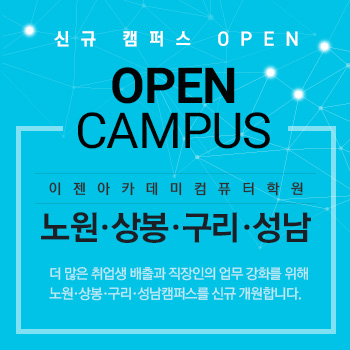 신규 캠퍼스 OPEN
OPEN
CAMPUS
이젠아카데미컴퓨터학원
노원·상봉·구리·성남
더 많은 취업생 배출과 직장인의 업무 강화를 위해
노원·상봉·구리·성남캠퍼스를 신규 개원합니다.